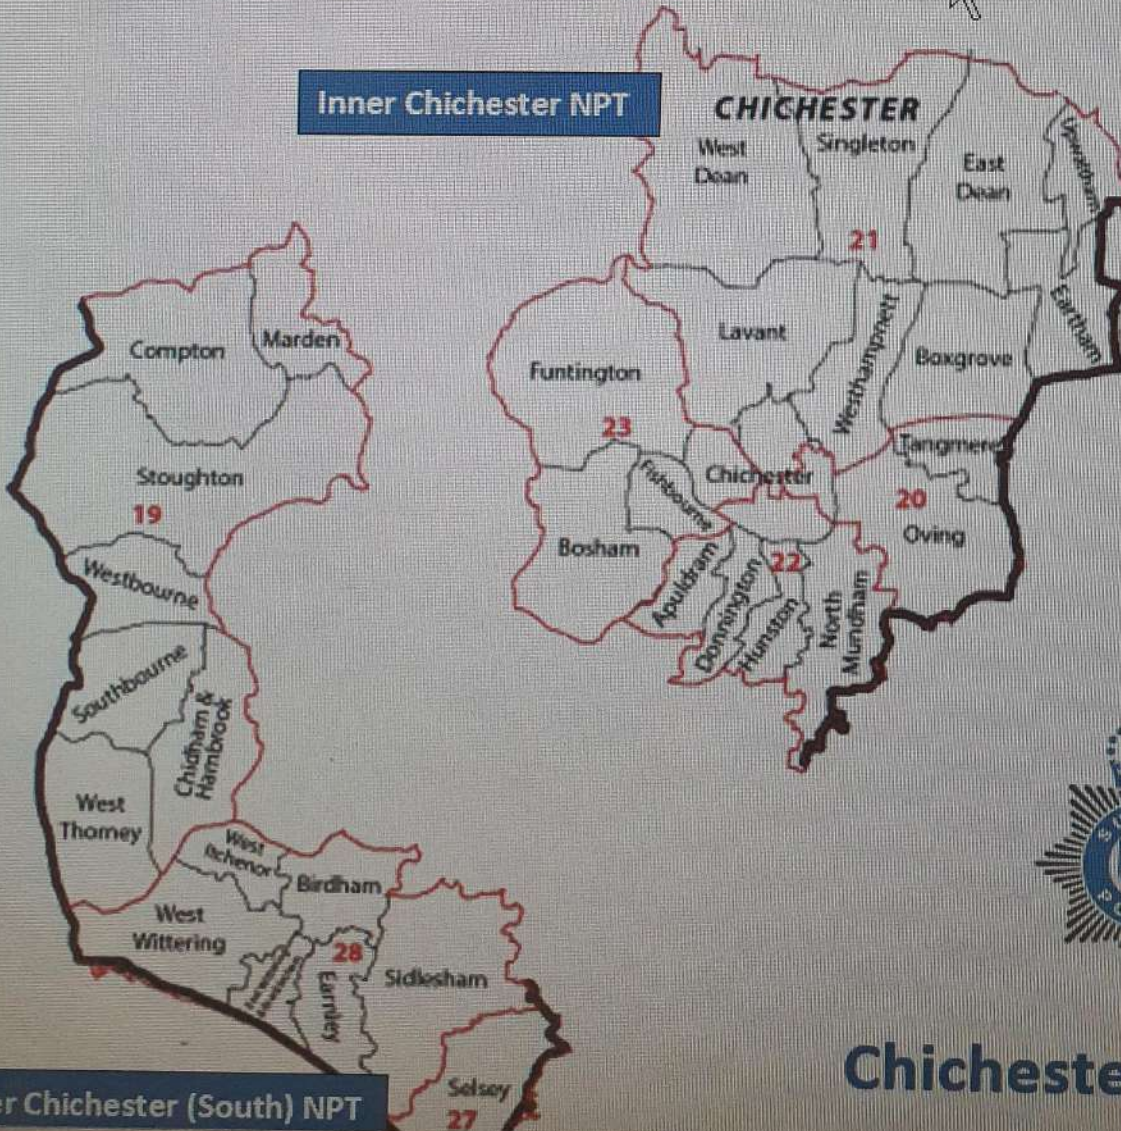 Inner Chichester NPT
CHICHESTER
West
Dean
Singleton
East
Dean
Upwaltham
21
Compton
Marden
Lavant
Westhampnett
Boxgrove
Eartham
Funtington
23
Stoughton
19
Fishbourne
Chichester
Tangmere
20
Oving
Bosham
Apuldram
Donnington
22
Hunston
North
Mundham
Westbourne
Southbourne
Chidham &
Hambrook
West
Thorney
West
Itchenor
Birdham
West
Wittering
28
Earnley
Sidlesham
Selsey
27
er Chichester (South) NPT
Chicheste